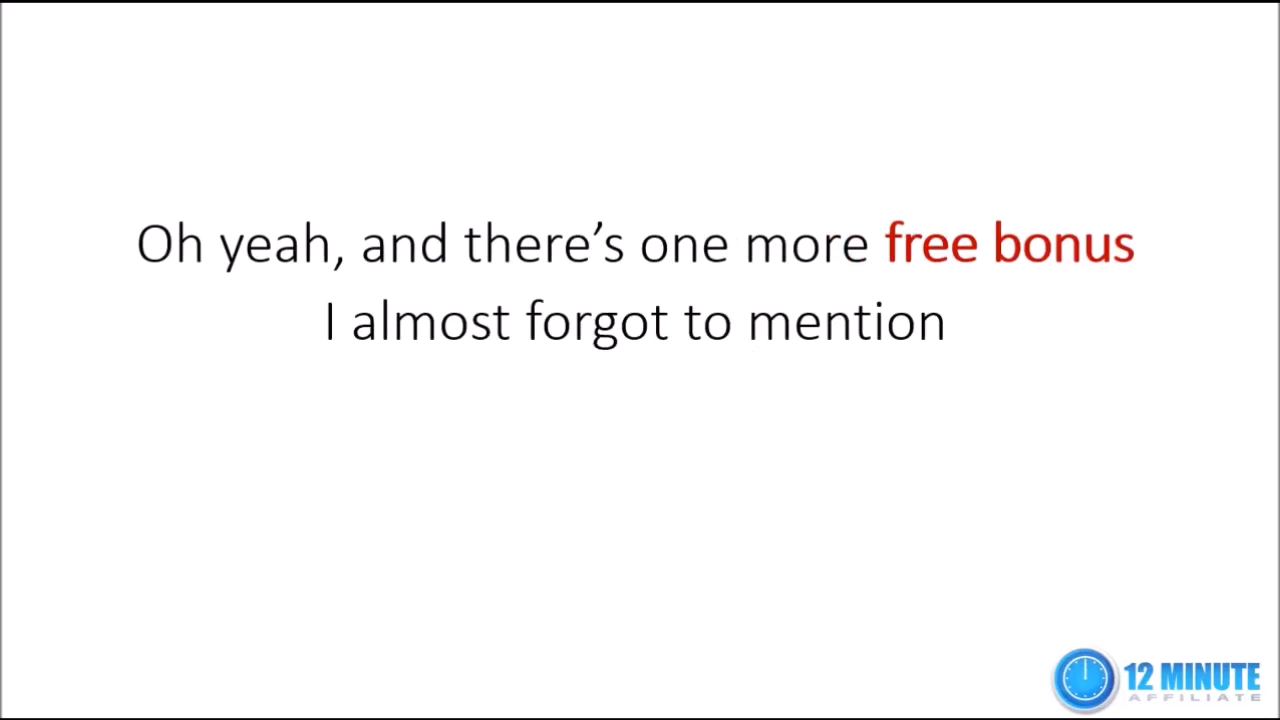 Oh yeah, and there’s one more free bonus
I almost forgot to mention
12 MINUTE
AFFILIATE